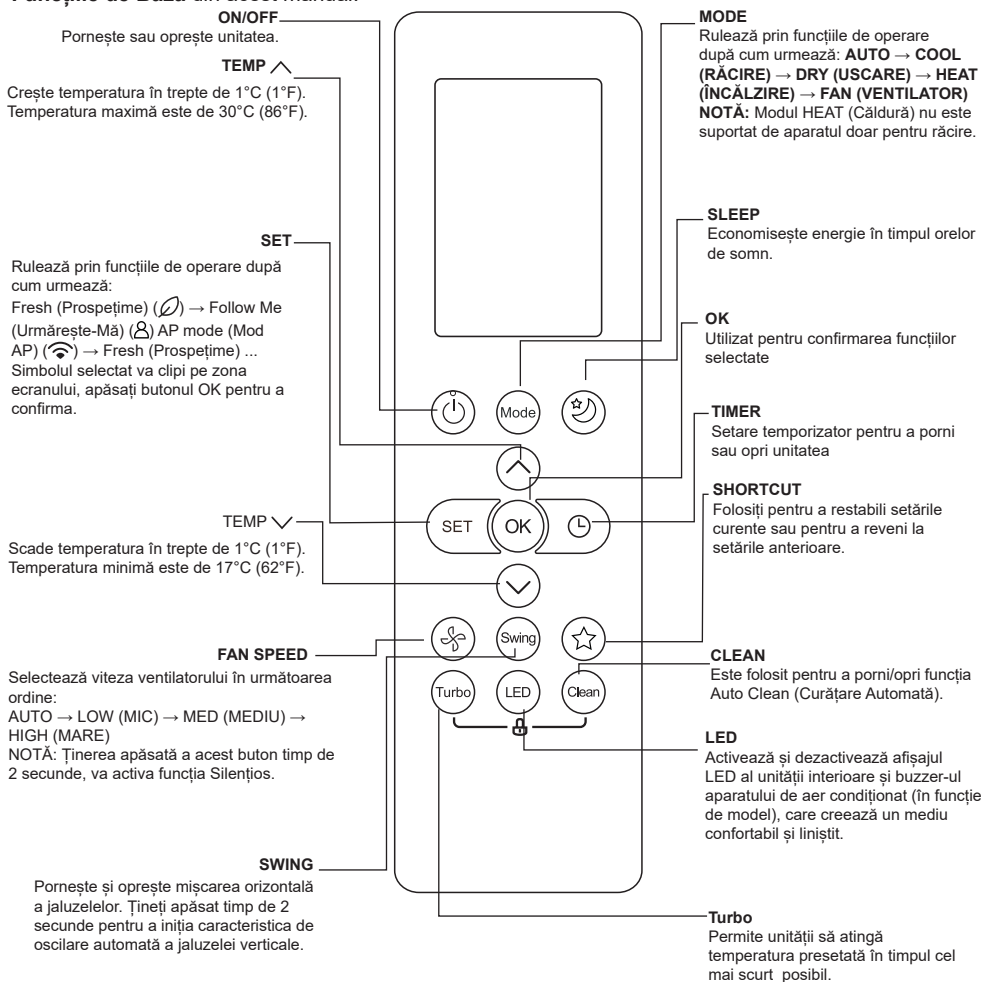 Funcțiile de Bază din acest manual.
ON/OFF
Pornește sau oprește unitatea.
TEMP
Crește temperatura în trepte de 1°C (1°F).
Temperatura maximă este de 30°C (86°F).
SET
Rulează prin funcțiile de operare după
cum urmează:
Fresh (Prospețime) ( ) → Follow Me
(Urmărește-Mă) ( ) AP mode (Mod
AP) ( ) → Fresh (Prospețime) ...
Simbolul selectat va clipi pe zona
ecranului, apăsați butonul OK pentru a
confirma.
TEMP
Scade temperatura în trepte de 1°C (1°F).
Temperatura minimă este de 17°C (62°F).
FAN SPEED
Selectează viteza ventilatorului în următoarea
ordine:
AUTO → LOW (MIC) → MED (MEDIU) →
HIGH (MARE)
NOTĂ: Ținerea apăsată a acest buton timp de
2 secunde, va activa funcția Silențios.
SWING
Pornește și oprește mișcarea orizontală
a jaluzelelor. Țineți apăsat timp de 2
secunde pentru a iniția caracteristica de
oscilare automată a jaluzelei verticale.
Mode
SET
OK
Swing
Turbo
LED
Clean
MODE
Rulează prin funcțiile de operare
după cum urmează: AUTO → COOL
(RĂCIRE) → DRY (USCARE) → HEAT
(ÎNCĂLZIRE) → FAN (VENTILATOR)
NOTĂ: Modul HEAT (Căldură) nu este
suportat de aparatul doar pentru răcire.
SLEEP
Economisește energie în timpul orelor
de somn.
OK
Utilizat pentru confirmarea funcțiilor
selectate
TIMER
Setare temporizator pentru a porni
sau opri unitatea
SHORTCUT
Folosiți pentru a restabili setările
curente sau pentru a reveni la
setările anterioare.
CLEAN
Este folosit pentru a porni/opri funcția
Auto Clean (Curățare Automată).
LED
Activează și dezactivează afișajul
LED al unității interioare și buzzer-ul
aparatului de aer condiționat (în funcție
de model), care creează un mediu
confortabil și liniștit.
Turbo
Permite unității să atingă
temperatura presetată în timpul cel
mai scurt posibil.